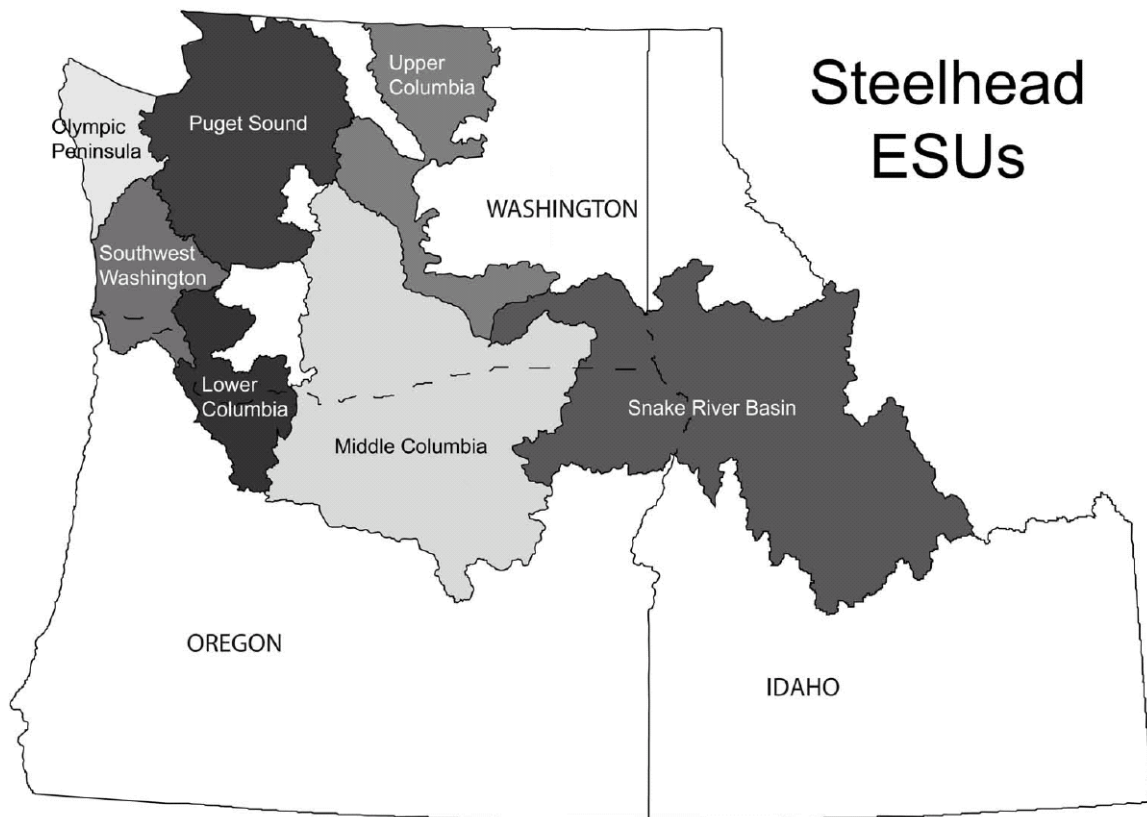 Steelhead
ESUs
Upper
Columbia
Puget Sound
Olympic
Peninsula
WASHINGTON
Southwest
Washington
Lower
Columbia
Snake River Basin
Middle Columbia
OREGON
IDAHO